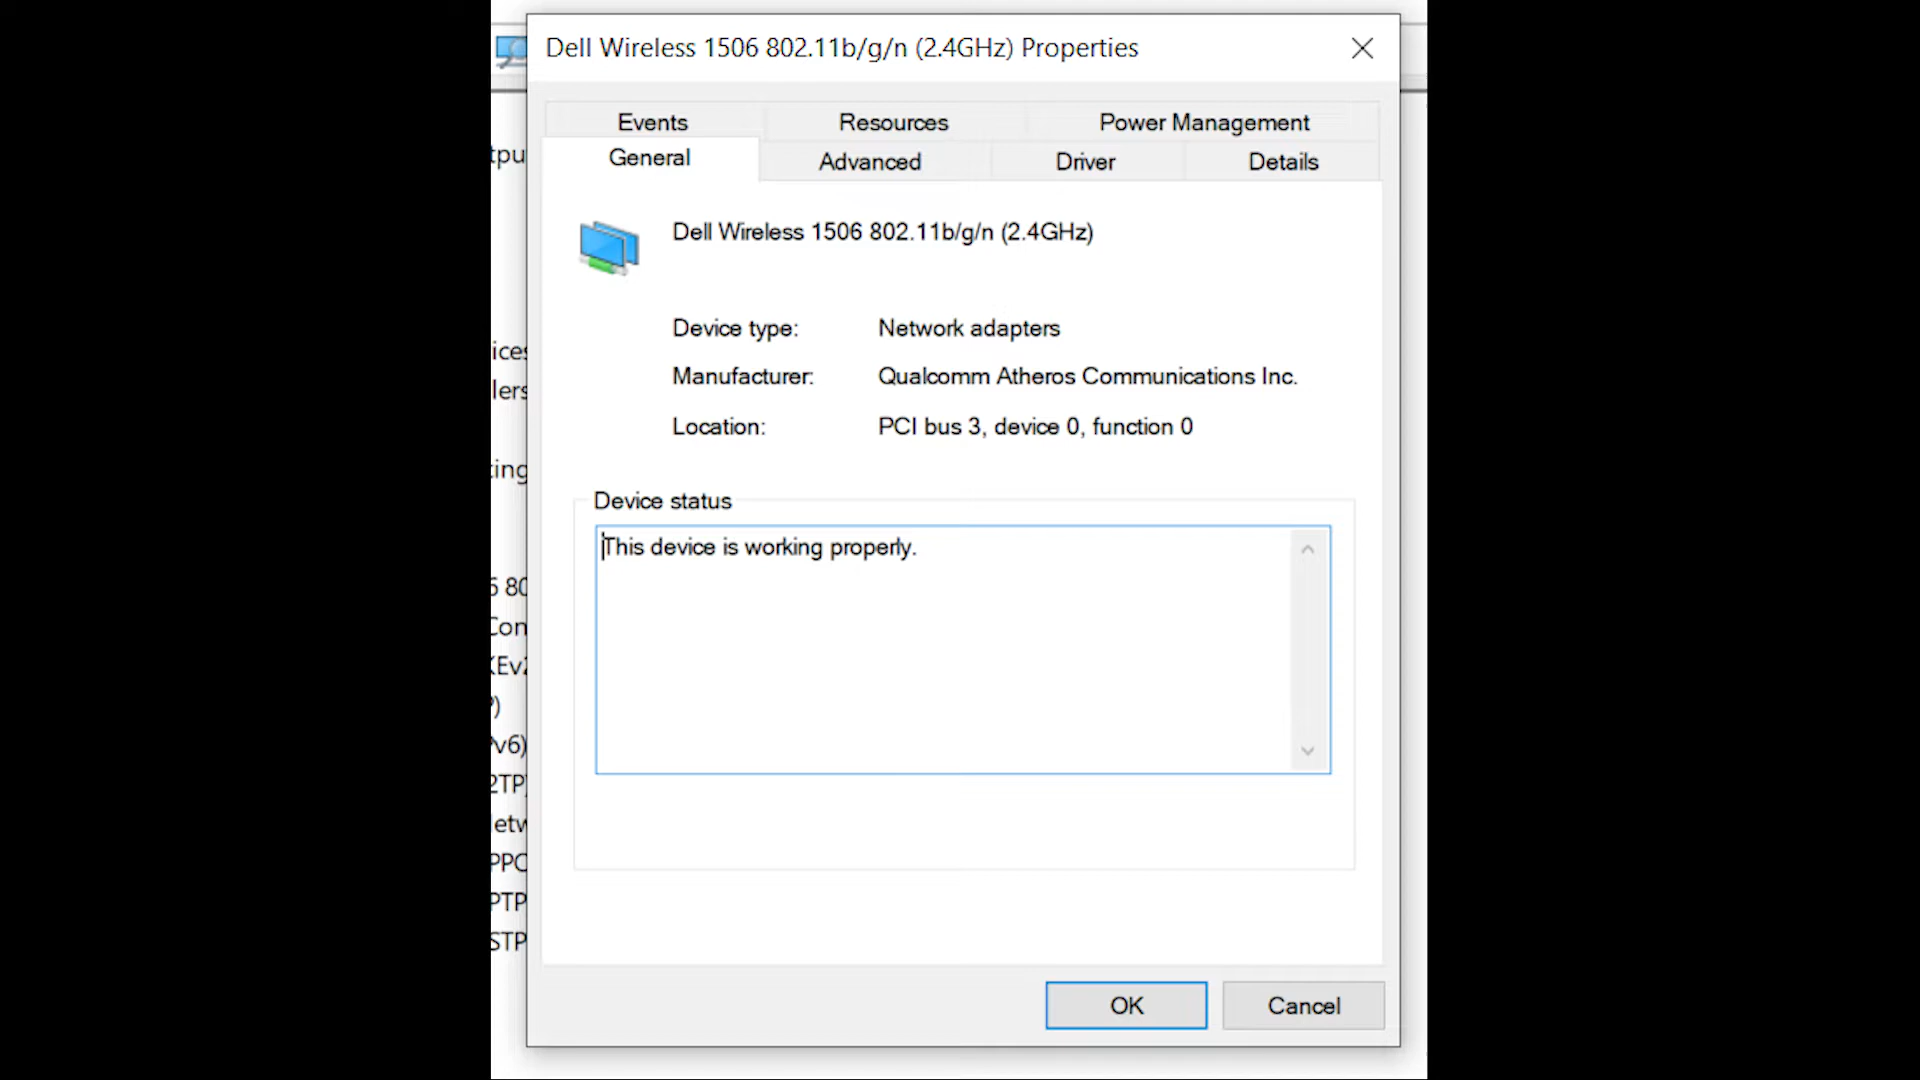 Dell Wireless 1506 802.11b/g/n (2.4GHz) Properties
Events Resources Power Management
General Advanced Driver Details
Dell Wireless 1506 802.11b/g/n (2.4GHz)
Device type: Network adapters
Manufacturer: Qualcomm Atheros Communications Inc.
Location: PCI bus 3, device 0, function 0
Device status
This device is working properly.
OK Cancel